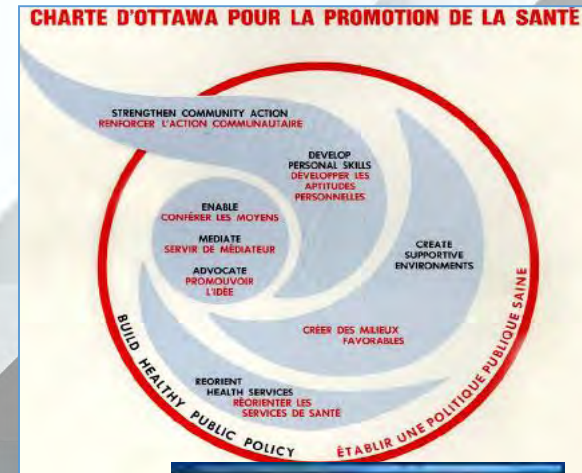 CHARTE D'OTTAWA POUR LA PROMOTION DE LA SANTÉ
STRENGTHEN COMMUNITY ACTION
RENFORCER L'ACTION COMMUNAUTAIRE
DEVELOP
PERSONAL SKILLS
DÉVELOPPER LES
APTITUDES
PERSONNELLES
ENABLE
CONFÉRER LES MOYENS
MEDIATE
SERVIR DE MÉDIATEUR
ADVOCATE
PROMOUVOIR
L'IDÉE
CREATE
SUPPORTIVE
ENVIRONMENTS
CRÉER DES MILIEUX
FAVORABLES
REORIENT
HEALTH SERVICES
RÉORIENTER LES
SERVICES DE SANTÉ
BUILD HEALTHY PUBLIC POLICY
ÉTABLIR UNE POLITIQUE PUBLIQUE SAINE